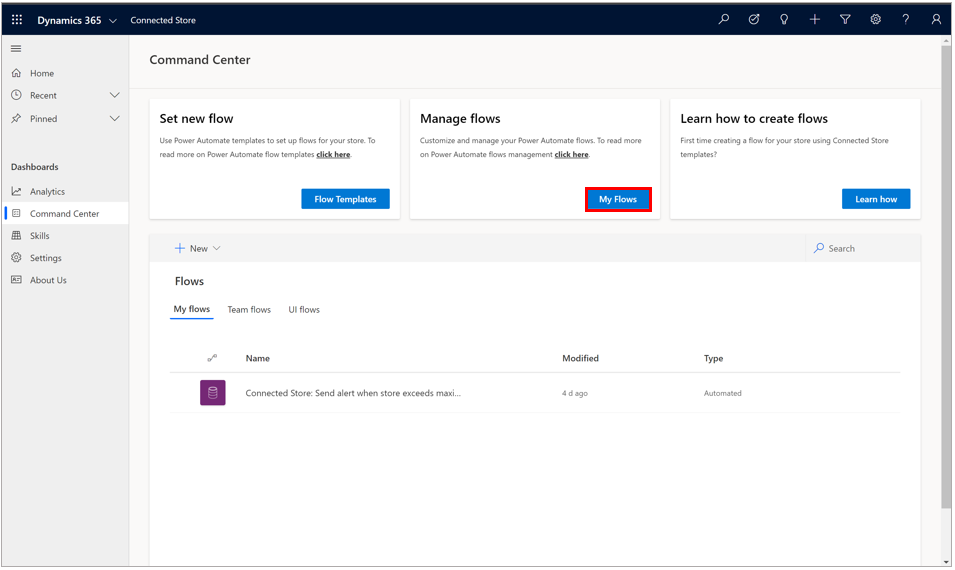 Dynamics 365 Connected Store
Command Center
Home
Recent
Pinned
Dashboards
Analytics
Command Center
Skills
Settings
About Us
Set new flow
Use Power Automate templates to set up flows for your store. To
read more on Power Automate flow templates click here.
Flow Templates
Manage flows
Customize and manage your Power Automate flows. To read more
on Power Automate flows management click here.
My Flows
Learn how to create flows
First time creating a flow for your store using Connected Store
templates?
Learn how
New
Search
Flows
My flows Team flows UI flows
Name Modified Type
Connected Store: Send alert when store exceeds maxi... 4 d ago Automated